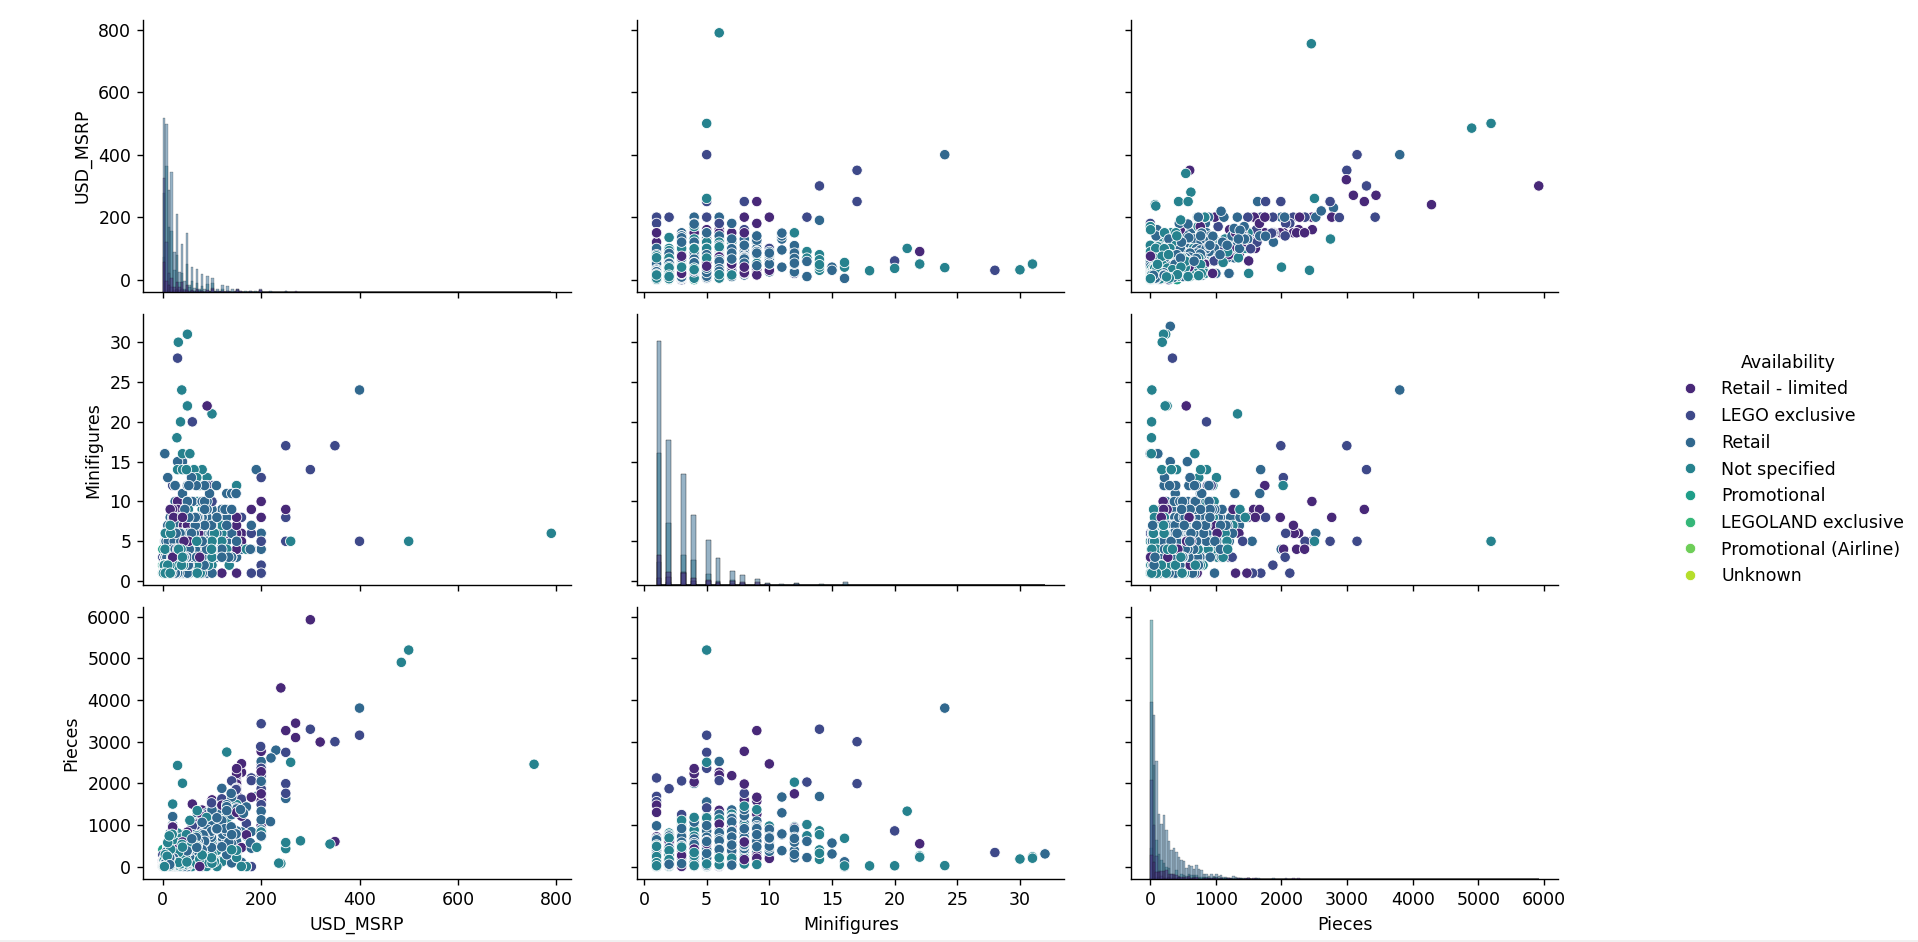 800
600
400
200
0
USD_MSRP
30
25
20
15
10
5
0
Minifigures
Availability
Retail - limited
LEGO exclusive
Retail
Not specified
Promotional
LEGOLAND exclusive
Promotional (Airline)
Unknown
6000
5000
4000
3000
2000
1000
0
Pieces
0 200 400 600 800
USD_MSRP
0 5 10 15 20 25 30
Minifigures
0 1000 2000 3000 4000 5000 6000
Pieces